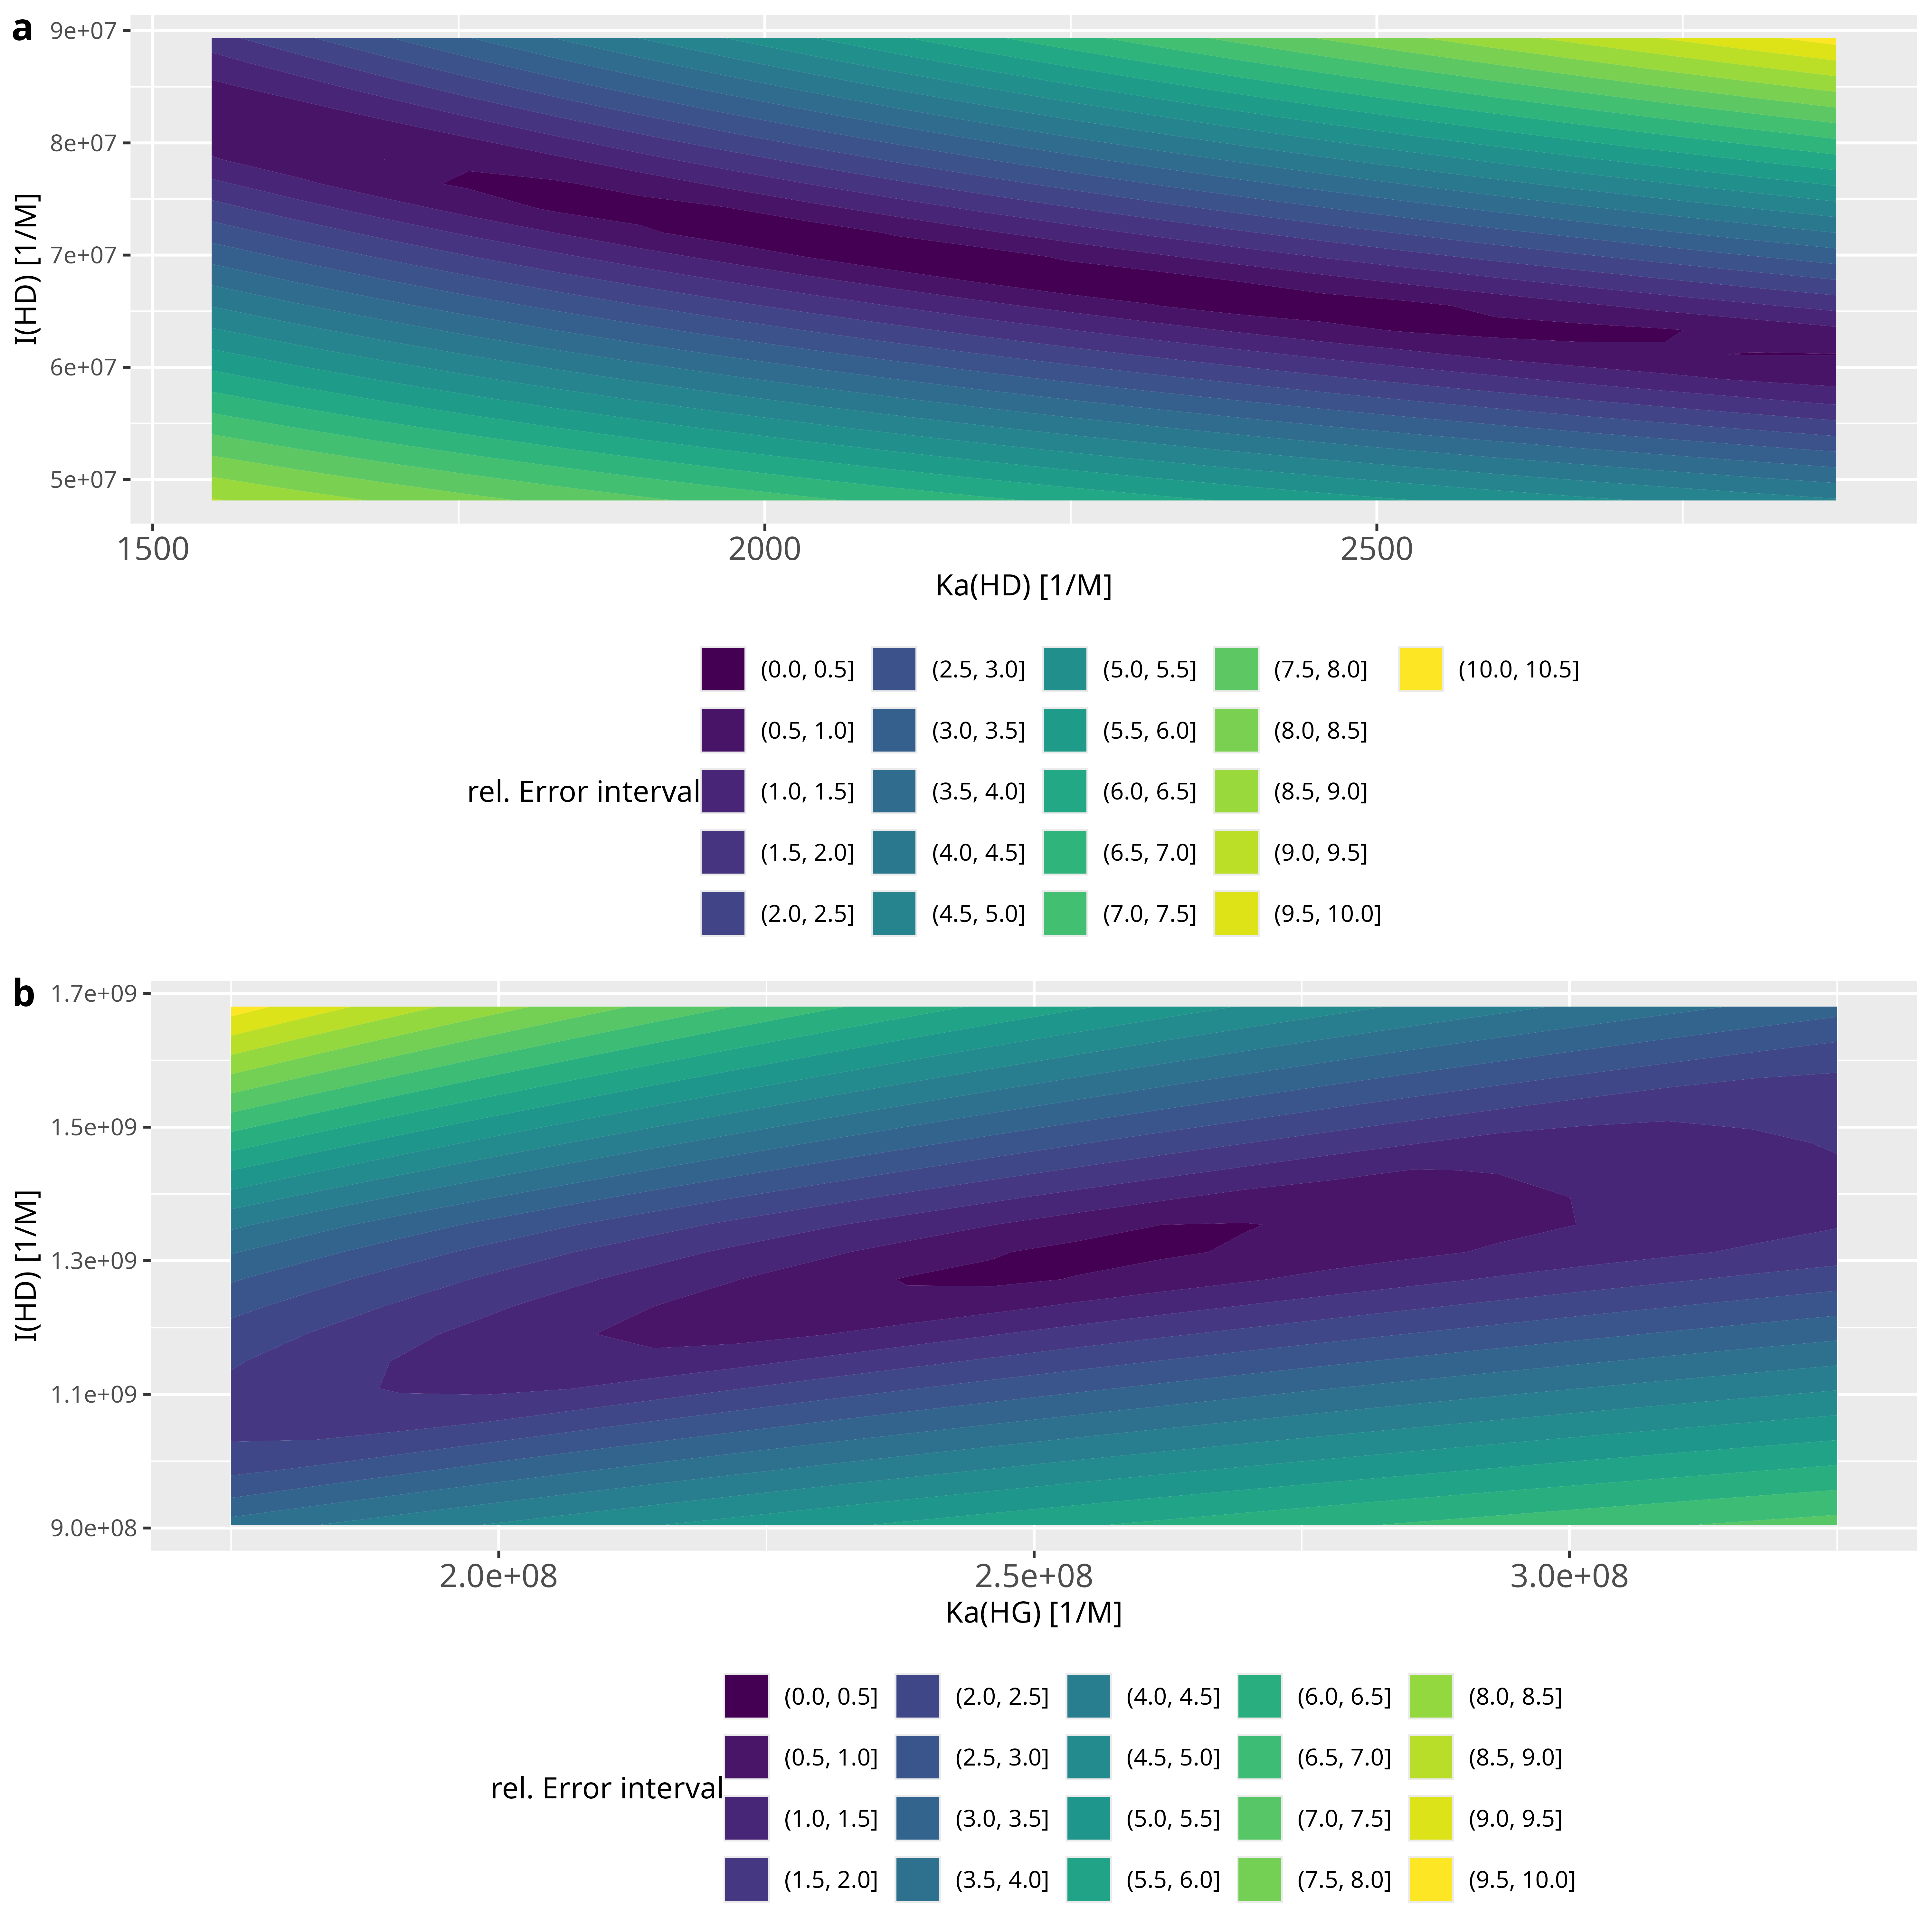 a
9e+07
8e+07
7e+07
6e+07
5e+07
I(HD) [1/M]
1500 2000 2500
Ka(HD) [1/M]
rel. Error interval
(0.0, 0.5] (2.5, 3.0] (5.0, 5.5] (7.5, 8.0] (10.0, 10.5]
(0.5, 1.0] (3.0, 3.5] (5.5, 6.0] (8.0, 8.5]
(1.0, 1.5] (3.5, 4.0] (6.0, 6.5] (8.5, 9.0]
(1.5, 2.0] (4.0, 4.5] (6.5, 7.0] (9.0, 9.5]
(2.0, 2.5] (4.5, 5.0] (7.0, 7.5] (9.5, 10.0]
b
1.7e+09
1.5e+09
1.3e+09
1.1e+09
9.0e+08
I(HD) [1/M]
2.0e+08 2.5e+08 3.0e+08
Ka(HG) [1/M]
rel. Error interval
(0.0, 0.5] (2.0, 2.5] (4.0, 4.5] (6.0, 6.5] (8.0, 8.5]
(0.5, 1.0] (2.5, 3.0] (4.5, 5.0] (6.5, 7.0] (8.5, 9.0]
(1.0, 1.5] (3.0, 3.5] (5.0, 5.5] (7.0, 7.5] (9.0, 9.5]
(1.5, 2.0] (3.5, 4.0] (5.5, 6.0] (7.5, 8.0] (9.5, 10.0]